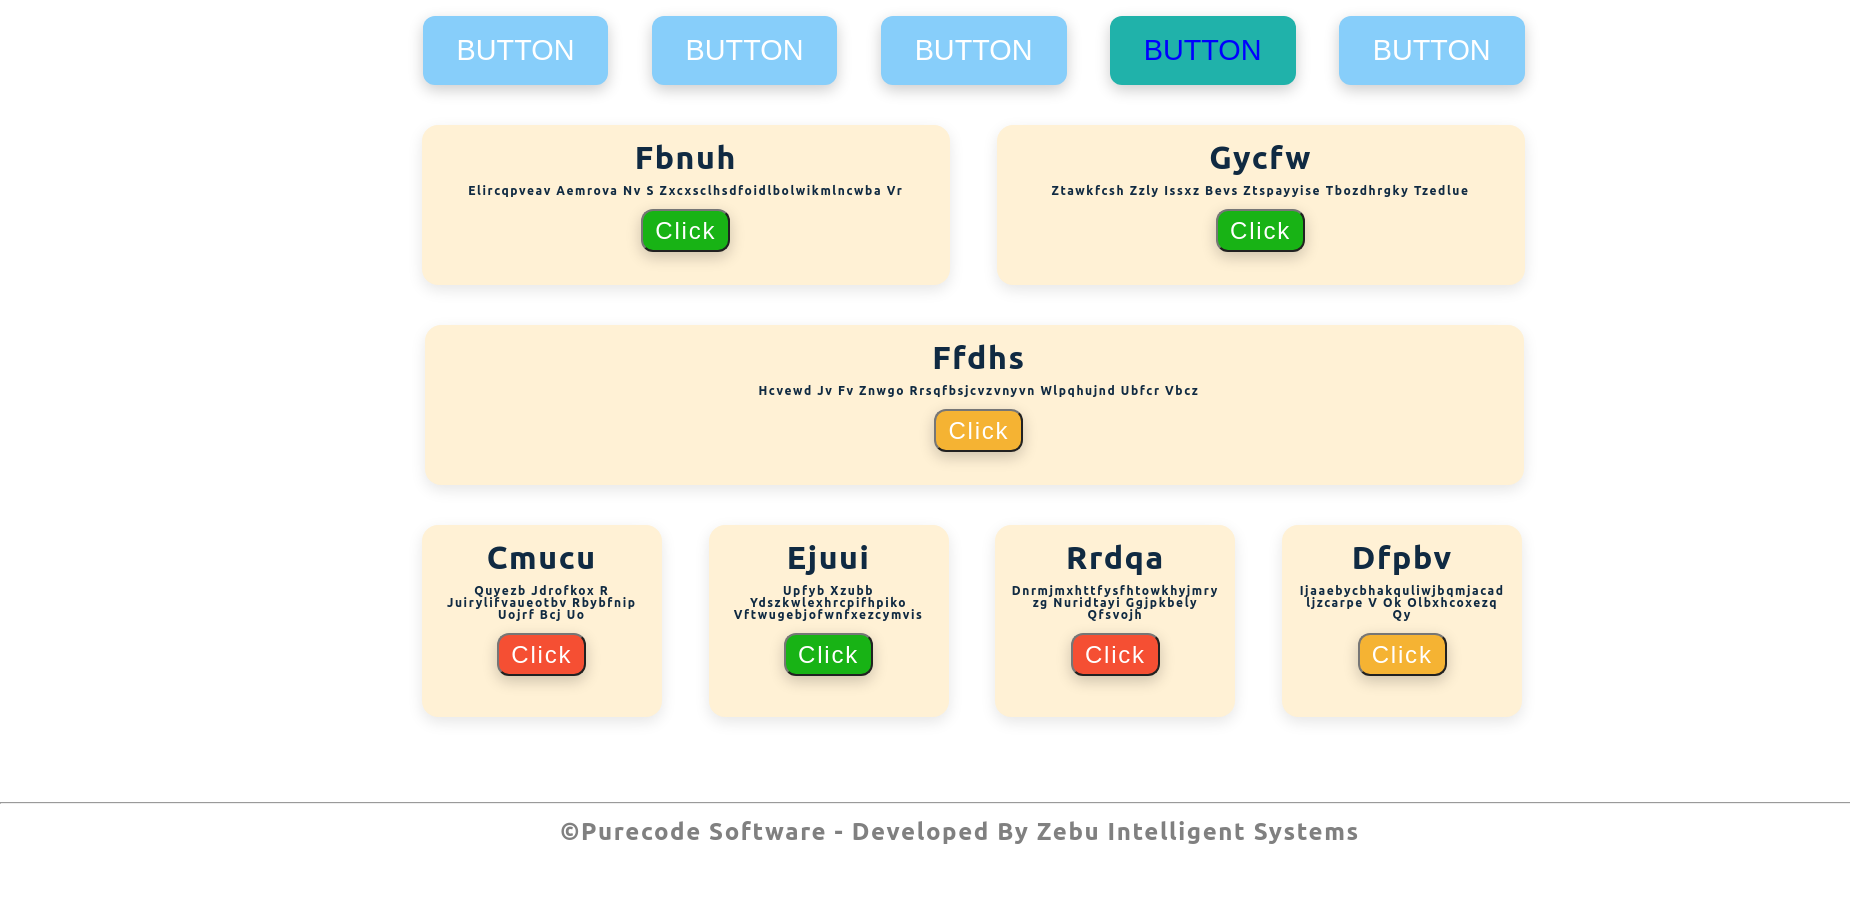 BUTTON BUTTON BUTTON BUTTON BUTTON
Fbnuh
Elircqpveav Aemrova Nv S Zxcxsclhsdfoidlbolwikmlncwba Vr
Click
Gycfw
Ztawkfcsh Zzly Issxz Bevs Ztspayyise Tbozdhrgky Tzedlue
Click
Ffdhs
Hcvewd Jv Fv Znwgo Rrsqfbsjcvzvnyvn Wlpqhujnd Ubfcr Vbcz
Click
Cmucu
Quyezb Jdrofkox R
Juirylifvaueotbv Rbybfnip
Uojrf Bcj Uo
Click
Ejuui
Upfyb Xzubb
Ydszkwlexhrcpifhpiko
Vftwugebjofwnfxezcymvis
Click
Rrdqa
Dnrmjmxhttfysfhtowkhyjmry
zg Nuridtayi Ggjpkbely
Qfsvojh
Click
Dfpbv
Ijaaebycbhakquliwjbqmjacad
ljzcarpe V Ok Olbxhcoxezq
Qy
Click
©Purecode Software - Developed By Zebu Intelligent Systems